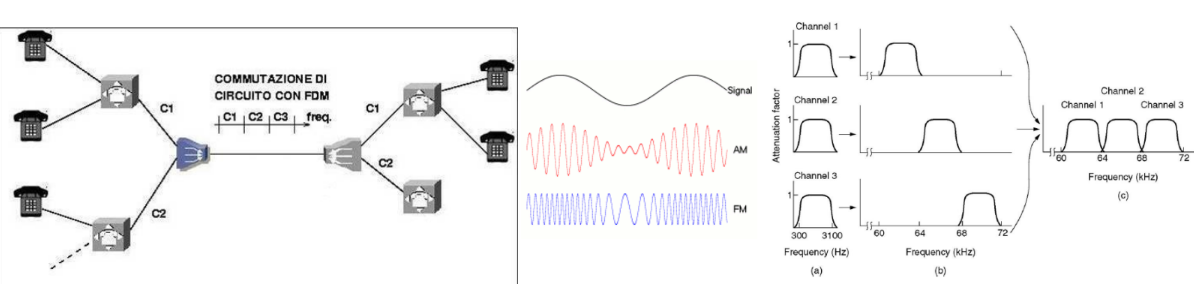 COMMUTAZIONE DI
CIRCUITO CON FDM
C1 C2 C3 freq.
C1
C2
C1
C2
Signal
AM
FM
Attenuation factor
Channel 1
1
Channel 2
1
Channel 3
1
300 3100
Frequency (Hz)
(a)
60 64 68 72
Frequency (kHz)
(b)
Channel 2
Channel 1 Channel 3
60 64 68 72
Frequency (kHz)
(c)